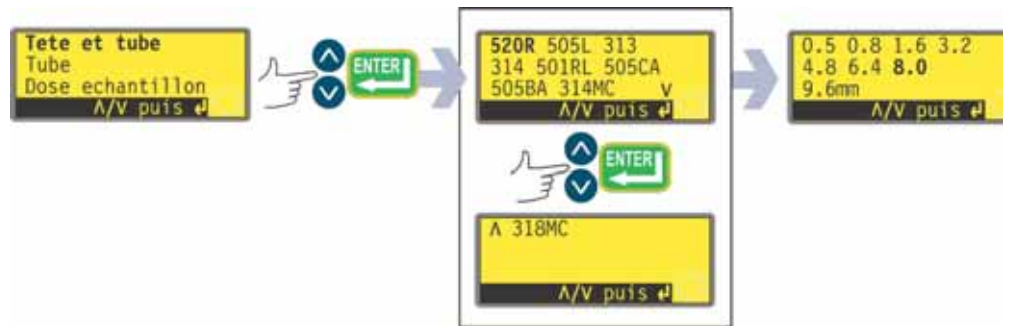 Tete et tube
Tube
Dose echantillon
Λ/V puis ↲
ENTER
520R 505L 313
314 501RL 505CA
505BA 314MC V
Λ/V puis ↲
ENTER
Λ 318MC
Λ/V puis ↲
0.5 0.8 1.6 3.2
4.8 6.4 8.0
9.6mm
Λ/V puis ↲